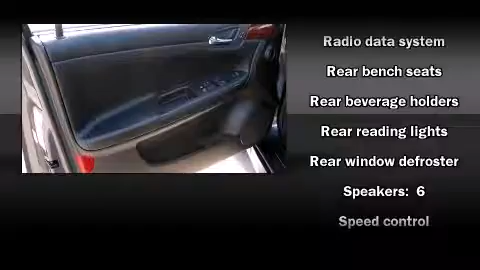 Radio data system
Rear bench seats
Rear beverage holders
Rear reading lights
Rear window defroster
Speakers: 6
Speed control